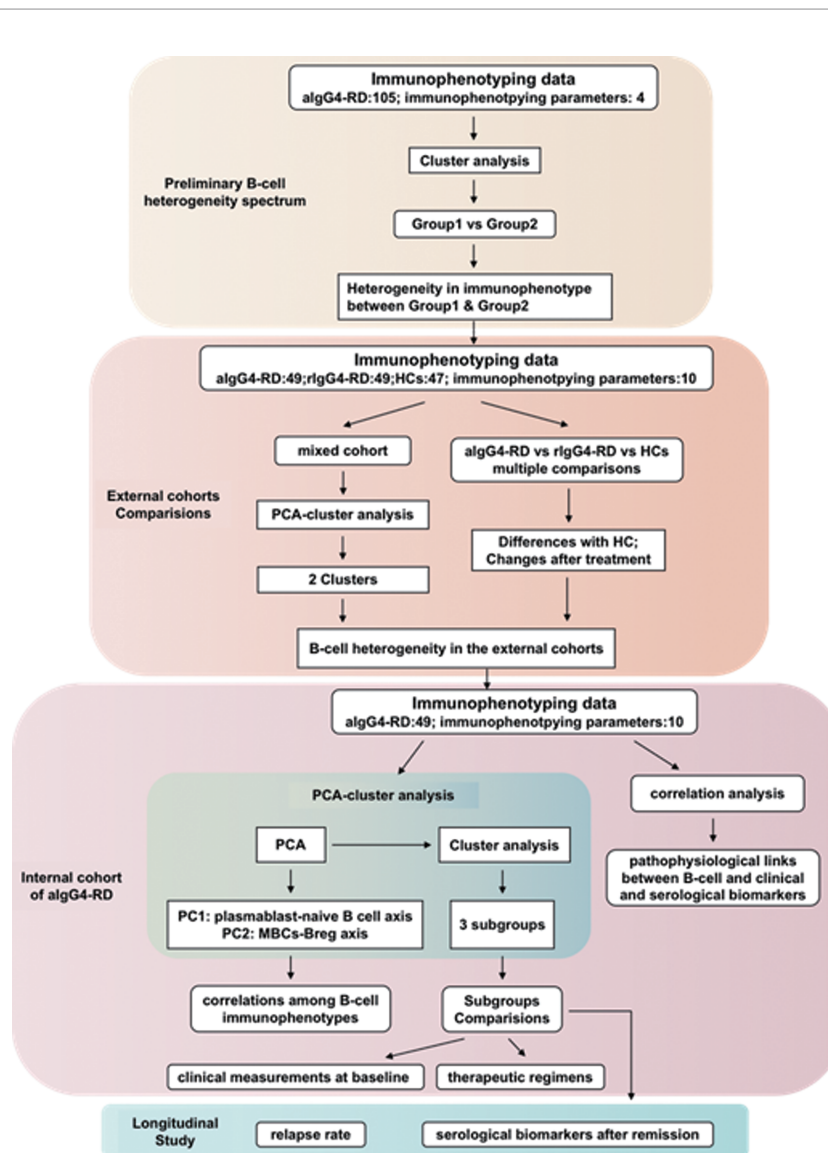 Immunophenotyping data
aIgG4-RD:105; immunophenotpying parameters: 4
Cluster analysis
Preliminary B-cell
heterogeneity spectrum
Group1 vs Group2
Heterogeneity in immunophenotype
between Group1 & Group2
Immunophenotyping data
aIgG4-RD:49;rIgG4-RD:49;HCs:47; immunophenotpying parameters:10
mixed cohort
aIgG4-RD vs rIgG4-RD vs HCs
multiple comparisons
External cohorts
Comparisions
PCA-cluster analysis
Differences with HC;
Changes after treatment
2 Clusters
B-cell heterogeneity in the external cohorts
Immunophenotyping data
aIgG4-RD:49; immunophenotpying parameters:10
PCA-cluster analysis
correlation analysis
PCA
Cluster analysis
pathophysiological links
between B-cell and clinical
and serological biomarkers
Internal cohort
of aIgG4-RD
PC1: plasmablast-naive B cell axis
PC2: MBCs-Breg axis
3 subgroups
correlations among B-cell
immunophenotypes
Subgroups
Comparisions
clinical measurements at baseline
therapeutic regimens
Longitudinal
Study
relapse rate
serological biomarkers after remission